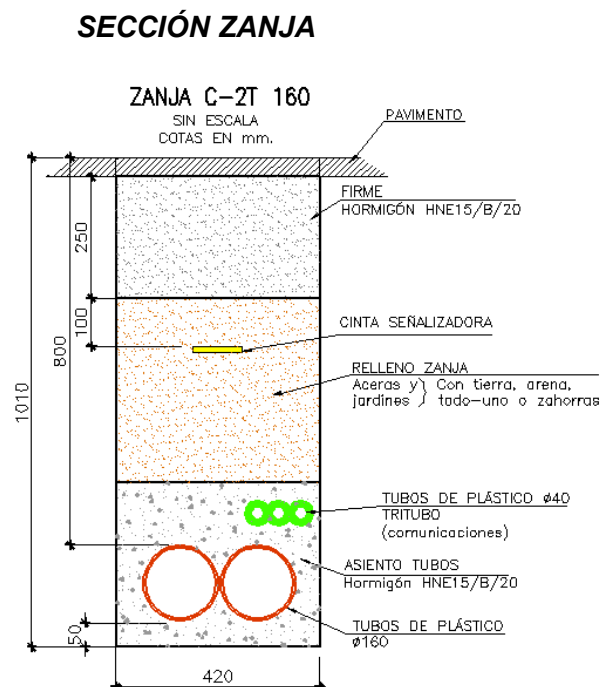 SECCIÓN ZANJA
ZANJA C-2T 160
SIN ESCALA
COTAS EN mm.
PAVIMENTO
FIRME
HORMIGÓN HNE15/B/20
250
CINTA SEÑALIZADORA
100
800
1010
RELLENO ZANJA
Aceras y } Con tierra, arena,
jardines } todo-uno o zahorras
TUBOS DE PLÁSTICO ø40
TRITUBO
(comunicaciones)
ASIENTO TUBOS
Hormigón HNE15/B/20
TUBOS DE PLÁSTICO
ø160
50
420